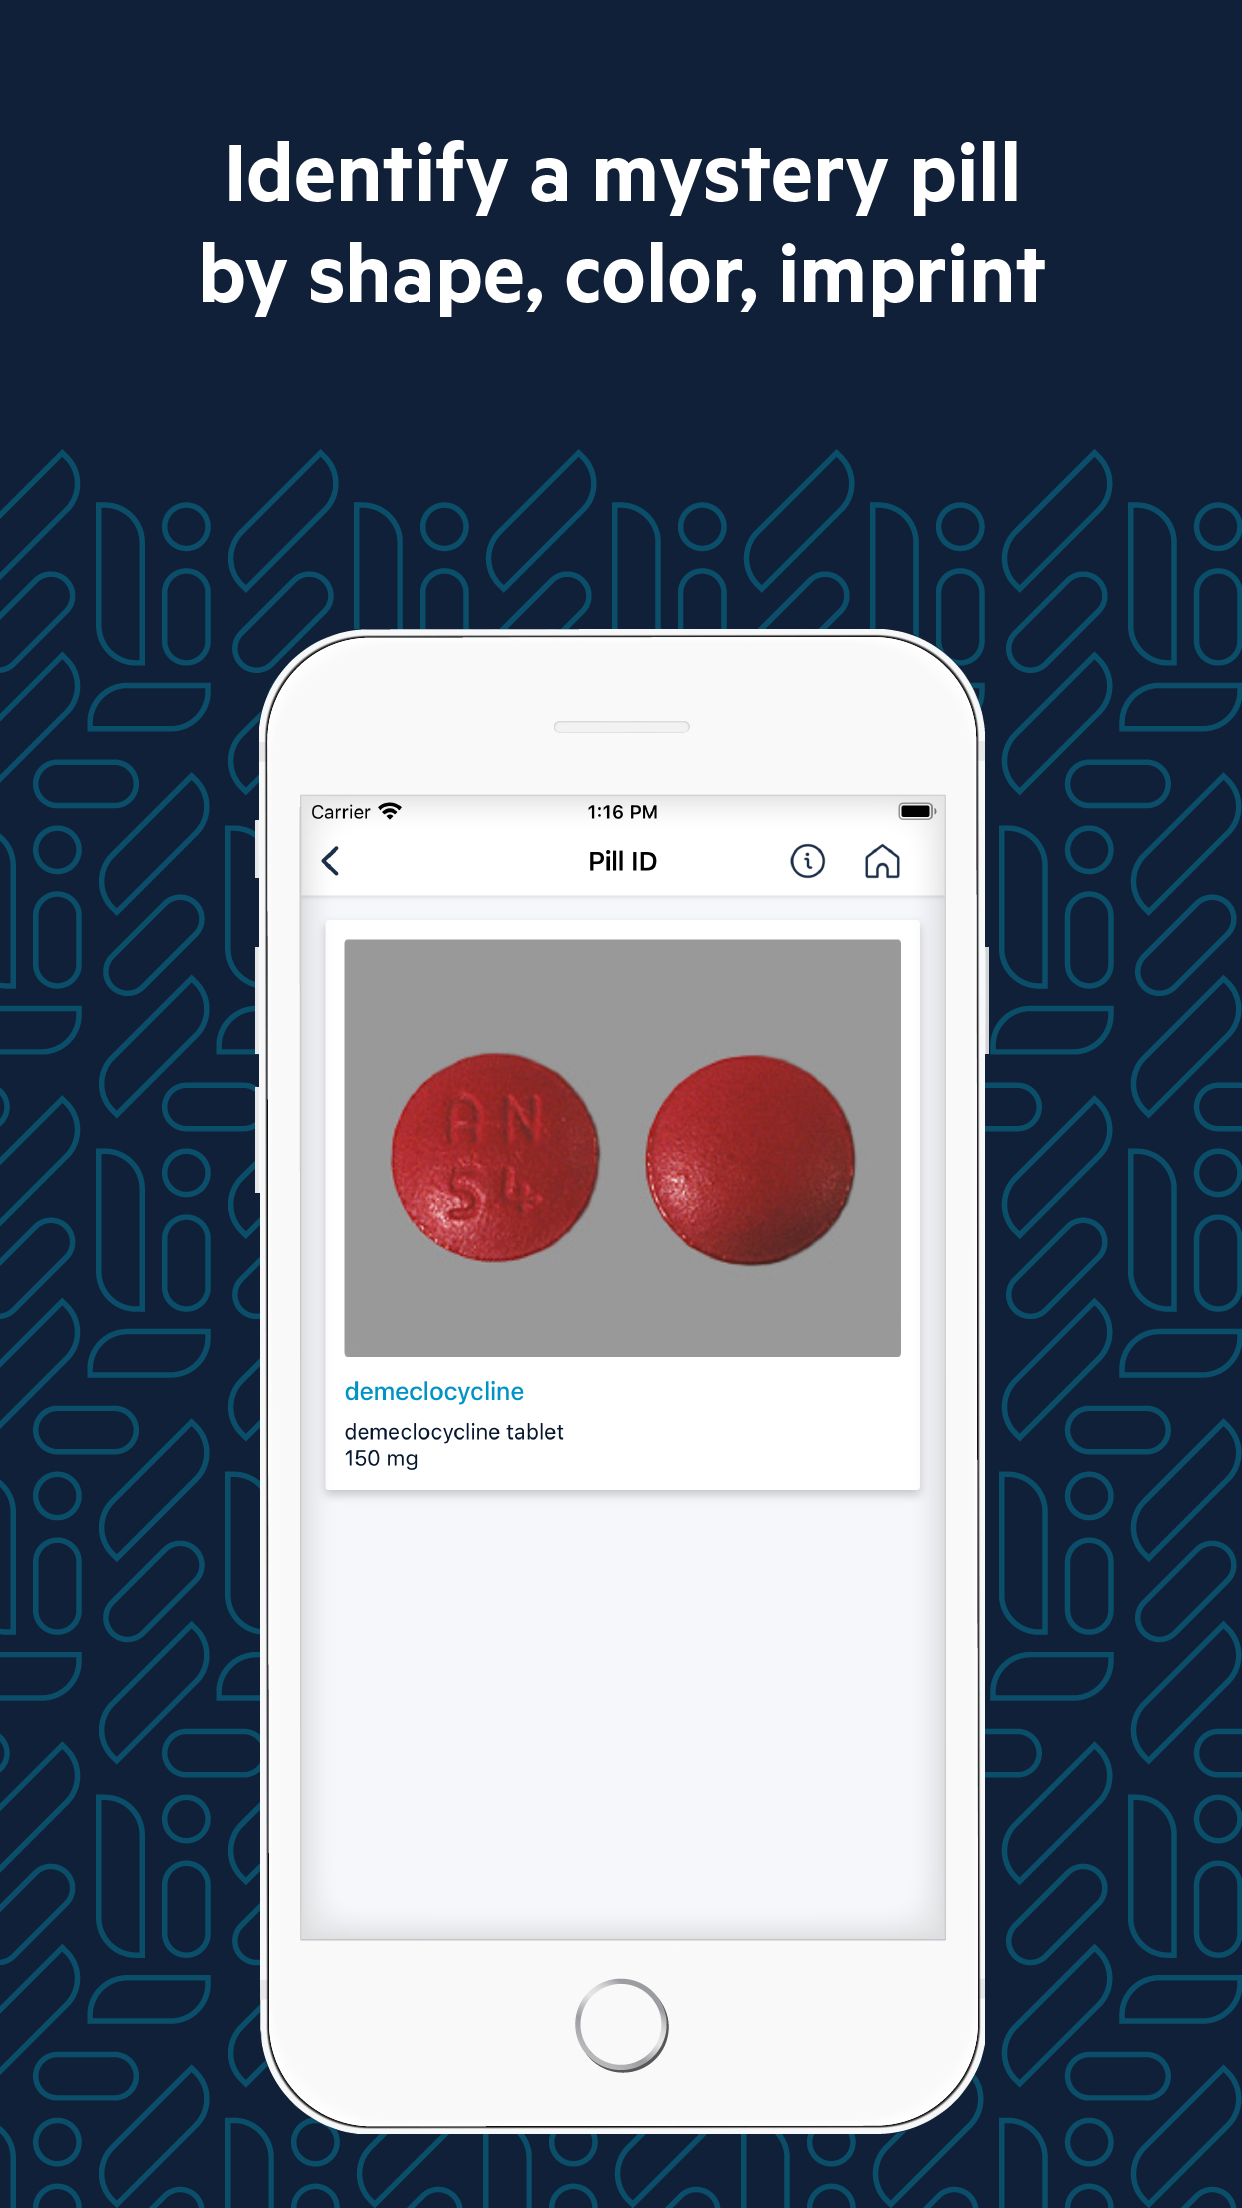 Identify a mystery pill
by shape, color, imprint
Carrier 1:16 PM
Pill ID
AN
54
demeclocycline
demeclocycline tablet
150 mg